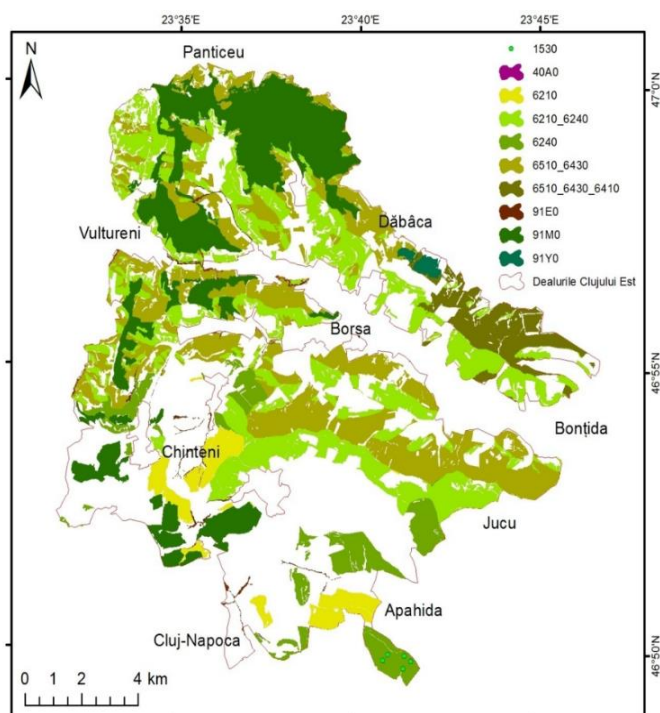 23°35'E 23°40'E 23°45'E
N
Panticeu
1530
40A0
6210
6210_6240
6240
6510_6430
6510_6430_6410
91E0
91M0
91Y0
Dealurile Clujului Est
47°0'N
Dăbâca
Vultureni
Borșa
46°55'N
Bonțida
Chinteni
Jucu
Apahida
Cluj-Napoca
46°50'N
0 1 2 4 km